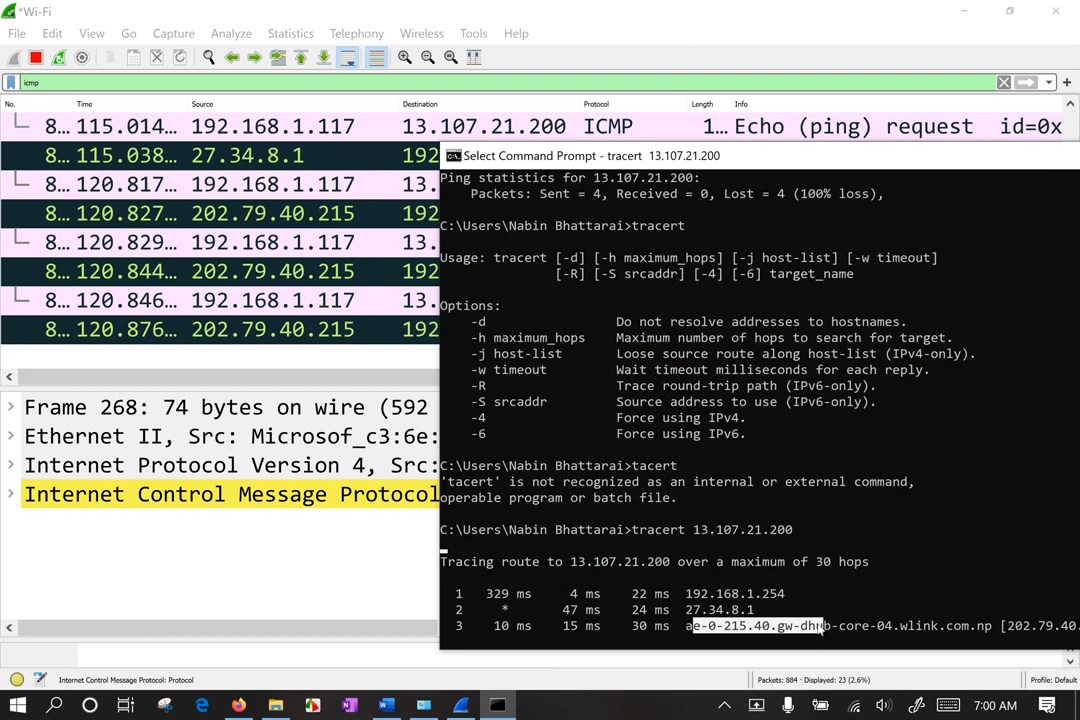 *Wi-Fi
File Edit View Go Capture Analyze Statistics Telephony Wireless Tools Help
icmp
No. Time Source Destination Protocol Length Info
8... 115.014... 192.168.1.117 13.107.21.200 ICMP 1... Echo (ping) request id=0x
8... 115.038... 27.34.8.1 192
8... 120.817... 192.168.1.117 13.
8... 120.827... 202.79.40.215 192
8... 120.829... 192.168.1.117 13.
8... 120.844... 202.79.40.215 192
8... 120.846... 192.168.1.117 13.
8... 120.876... 202.79.40.215 192
Frame 268: 74 bytes on wire (592
Ethernet II, Src: Microsof_c3:6e:
Internet Protocol Version 4, Src:
Internet Control Message Protocol
Select Command Prompt - tracert 13.107.21.200
Ping statistics for 13.107.21.200:
Packets: Sent = 4, Received = 0, Lost = 4 (100% loss),
C:\Users\Nabin Bhattarai>tracert
Usage: tracert [-d] [-h maximum_hops] [-j host-list] [-w timeout]
[-R] [-S srcaddr] [-4] [-6] target_name
Options:
-d Do not resolve addresses to hostnames.
-h maximum_hops Maximum number of hops to search for target.
-j host-list Loose source route along host-list (IPv4-only).
-w timeout Wait timeout milliseconds for each reply.
-R Trace round-trip path (IPv6-only).
-S srcaddr Source address to use (IPv6-only).
-4 Force using IPv4.
-6 Force using IPv6.
C:\Users\Nabin Bhattarai>tacert
'tacert' is not recognized as an internal or external command,
operable program or batch file.
C:\Users\Nabin Bhattarai>tracert 13.107.21.200
Tracing route to 13.107.21.200 over a maximum of 30 hops
1 329 ms 4 ms 22 ms 192.168.1.254
2 * 47 ms 24 ms 27.34.8.1
3 10 ms 15 ms 30 ms ae-0-215.40.gw-dhub-core-04.wlink.com.np [202.79.40.
Internet Control Message Protocol: Protocol
Packets: 884 · Displayed: 23 (2.6%)
Profile: Default
7:00 AM